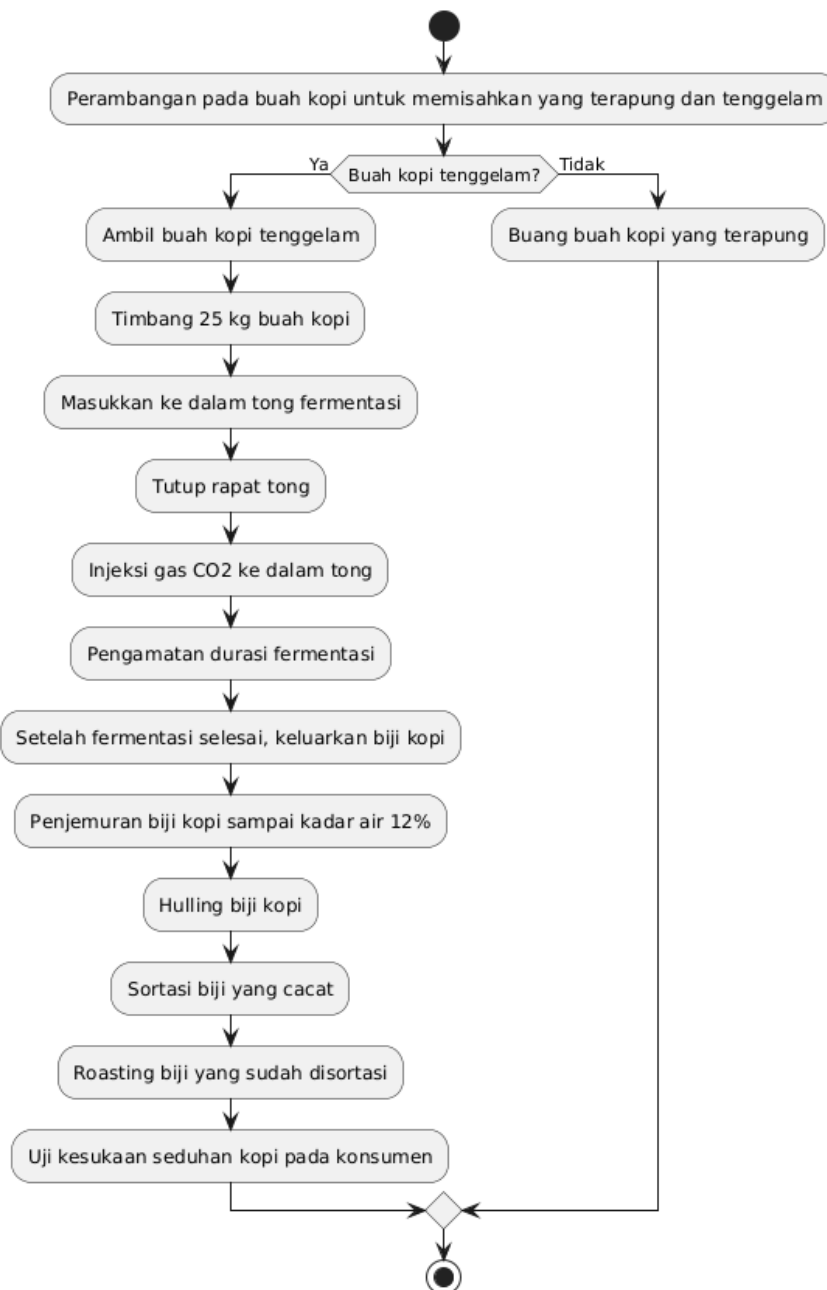 Perambangan pada buah kopi untuk memisahkan yang terapung dan tenggelam
Ya
Buah kopi tenggelam?
Tidak
Ambil buah kopi tenggelam
Buang buah kopi yang terapung
Timbang 25 kg buah kopi
Masukkan ke dalam tong fermentasi
Tutup rapat tong
Injeksi gas CO2 ke dalam tong
Pengamatan durasi fermentasi
Setelah fermentasi selesai, keluarkan biji kopi
Penjemuran biji kopi sampai kadar air 12%
Hulling biji kopi
Sortasi biji yang cacat
Roasting biji yang sudah disortasi
Uji kesukaan seduhan kopi pada konsumen